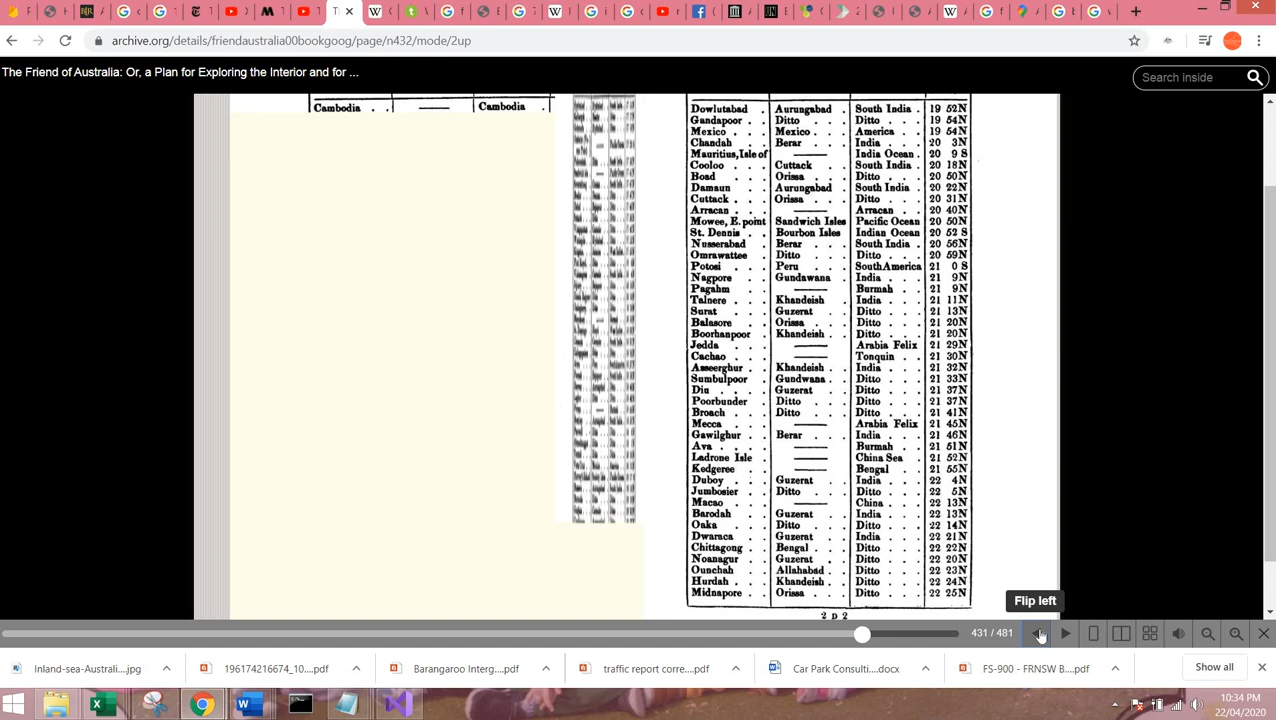 archive.org/details/friendaustralia00bookgoog/page/n432/mode/2up
The Friend of Australia: Or, a Plan for Exploring the Interior and for ...
Search inside
Cambodia . . —— Cambodia .
Dowlutabad Aurungabad South India . 19 52N
Gandapoor . Ditto . . Ditto . . . 19 54N
Mexico . . . Mexico . . . America . . 19 54N
Chandah . Berar . . India . . . 20 3N
Mauritius, Isle of —— India Ocean . 20 9 S
Cooloo . . Cuttack South India . 20 18N
Boad . . Orissa . . Ditto . . . 20 50N
Damaun . Aurungabad South India . 20 22N
Cuttack . . Orissa . . Ditto . . . 20 31N
Arracan . . —— Arracan . . 20 40N
Mowee, E. point Sandwich Isles Pacific Ocean 20 50N
St. Dennis . Bourbon Isles Indian Ocean 20 52 S
Nusserabad . Berar . . South India . 20 56N
Omrawattee Ditto . . Ditto . . . 20 59N
Potosi . . Peru . . SouthAmerica 21 0 S
Nagpore . Gundawana . India . . . 21 9N
Pagahm . —— Burmah . . 21 9N
Talnere . . Khandeish India . . . 21 11N
Surat . . Guzerat . Ditto . . . 21 13N
Balasore . Orissa . . Ditto . . . 21 20N
Boorhanpoor Khandeish . Ditto . . . 21 20N
Jedda . . . —— Arabia Felix 21 29N
Cachao . . —— Tonquin . 21 30N
Asseerghur . Khandeish . India . . . 21 32N
Sumbulpoor Gundwana . Ditto . . . 21 33N
Diu . . . Guzerat . Ditto . . . 21 37N
Poorbunder Ditto . . . Ditto . . . 21 37N
Broach . . Ditto . . . Ditto . . . 21 41N
Mecca . . —— Arabia Felix 21 45N
Gawilghur . Berar . . India . . . 21 46N
Ava . . . —— Burmah . . 21 51N
Ladrone Isle . —— China Sea . 21 52N
Kedgeree . —— Bengal . . 21 55N
Duboy . . Guzerat . . India . . . 22 4N
Jumbosier . Ditto . . . Ditto . . . 22 5N
Macao . . —— China . . . 22 13N
Barodah . Guzerat . . India . . . 22 13N
Oaka . . Ditto . . . Ditto . . . 22 14N
Dwaraca . Guzerat . . India . . . 22 21N
Chittagong . Bengal . . Ditto . . . 22 22N
Noanagur . Guzerat . . Ditto . . . 22 20N
Ounchah . Allahabad . Ditto . . . 22 23N
Hurdah . . Khandeish . Ditto . . . 22 24N
Midnapore . Orissa . . . Ditto . . . 22 25N
2 D 2
Flip left
431 / 481
Inland-sea-Australi....jpg
196174216674_10....pdf
Barangaroo Interg....pdf
traffic report corre....pdf
Car Park Consulti....docx
FS-900 - FRNSW B....pdf
Show all
10:34 PM
22/04/2020